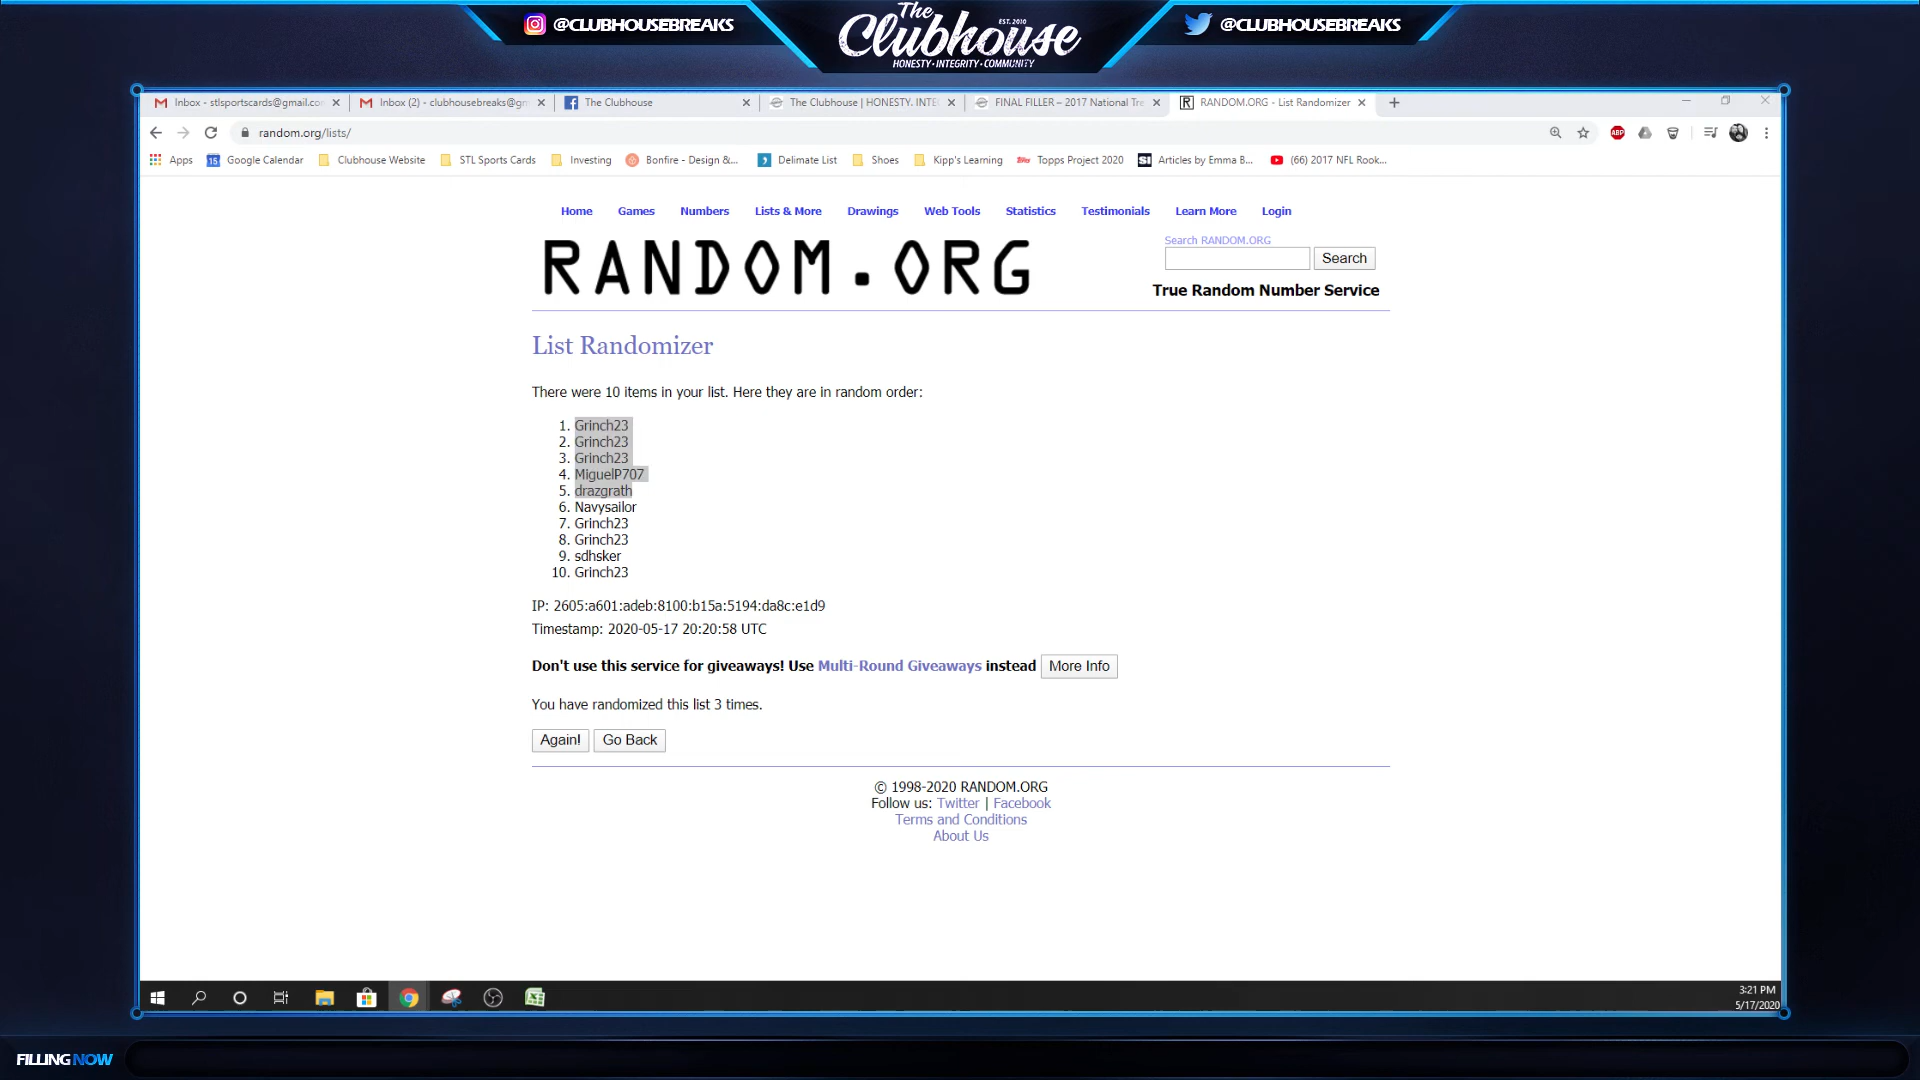 @CLUBHOUSEBREAKS
The
Clubhouse
EST. 2010
HONESTY•INTEGRITY•COMMUNITY
@CLUBHOUSEBREAKS
Inbox - stlsportscards@gmail.co
Inbox (2) - clubhousebreaks@gm
The Clubhouse
The Clubhouse | HONESTY. INTE
FINAL FILLER – 2017 National Tre
RANDOM.ORG - List Randomizer
random.org/lists/
ABP
Apps
15
Google Calendar
Clubhouse Website
STL Sports Cards
Investing
Bonfire - Design &...
Delimate List
Shoes
Kipp's Learning
Topps Project 2020
SI
Articles by Emma B...
(66) 2017 NFL Rook...
Home Games Numbers Lists & More Drawings Web Tools Statistics Testimonials Learn More Login
RANDOM.ORG
Search RANDOM.ORG
Search
True Random Number Service
List Randomizer
There were 10 items in your list. Here they are in random order:
1. Grinch23
2. Grinch23
3. Grinch23
4. MiguelP707
5. drazgrath
6. Navysailor
7. Grinch23
8. Grinch23
9. sdhsker
10. Grinch23
IP: 2605:a601:adeb:8100:b15a:5194:da8c:e1d9
Timestamp: 2020-05-17 20:20:58 UTC
Don't use this service for giveaways! Use Multi-Round Giveaways instead More Info
You have randomized this list 3 times.
Again! Go Back
© 1998-2020 RANDOM.ORG
Follow us: Twitter | Facebook
Terms and Conditions
About Us
3:21 PM
5/17/2020
FILLING NOW